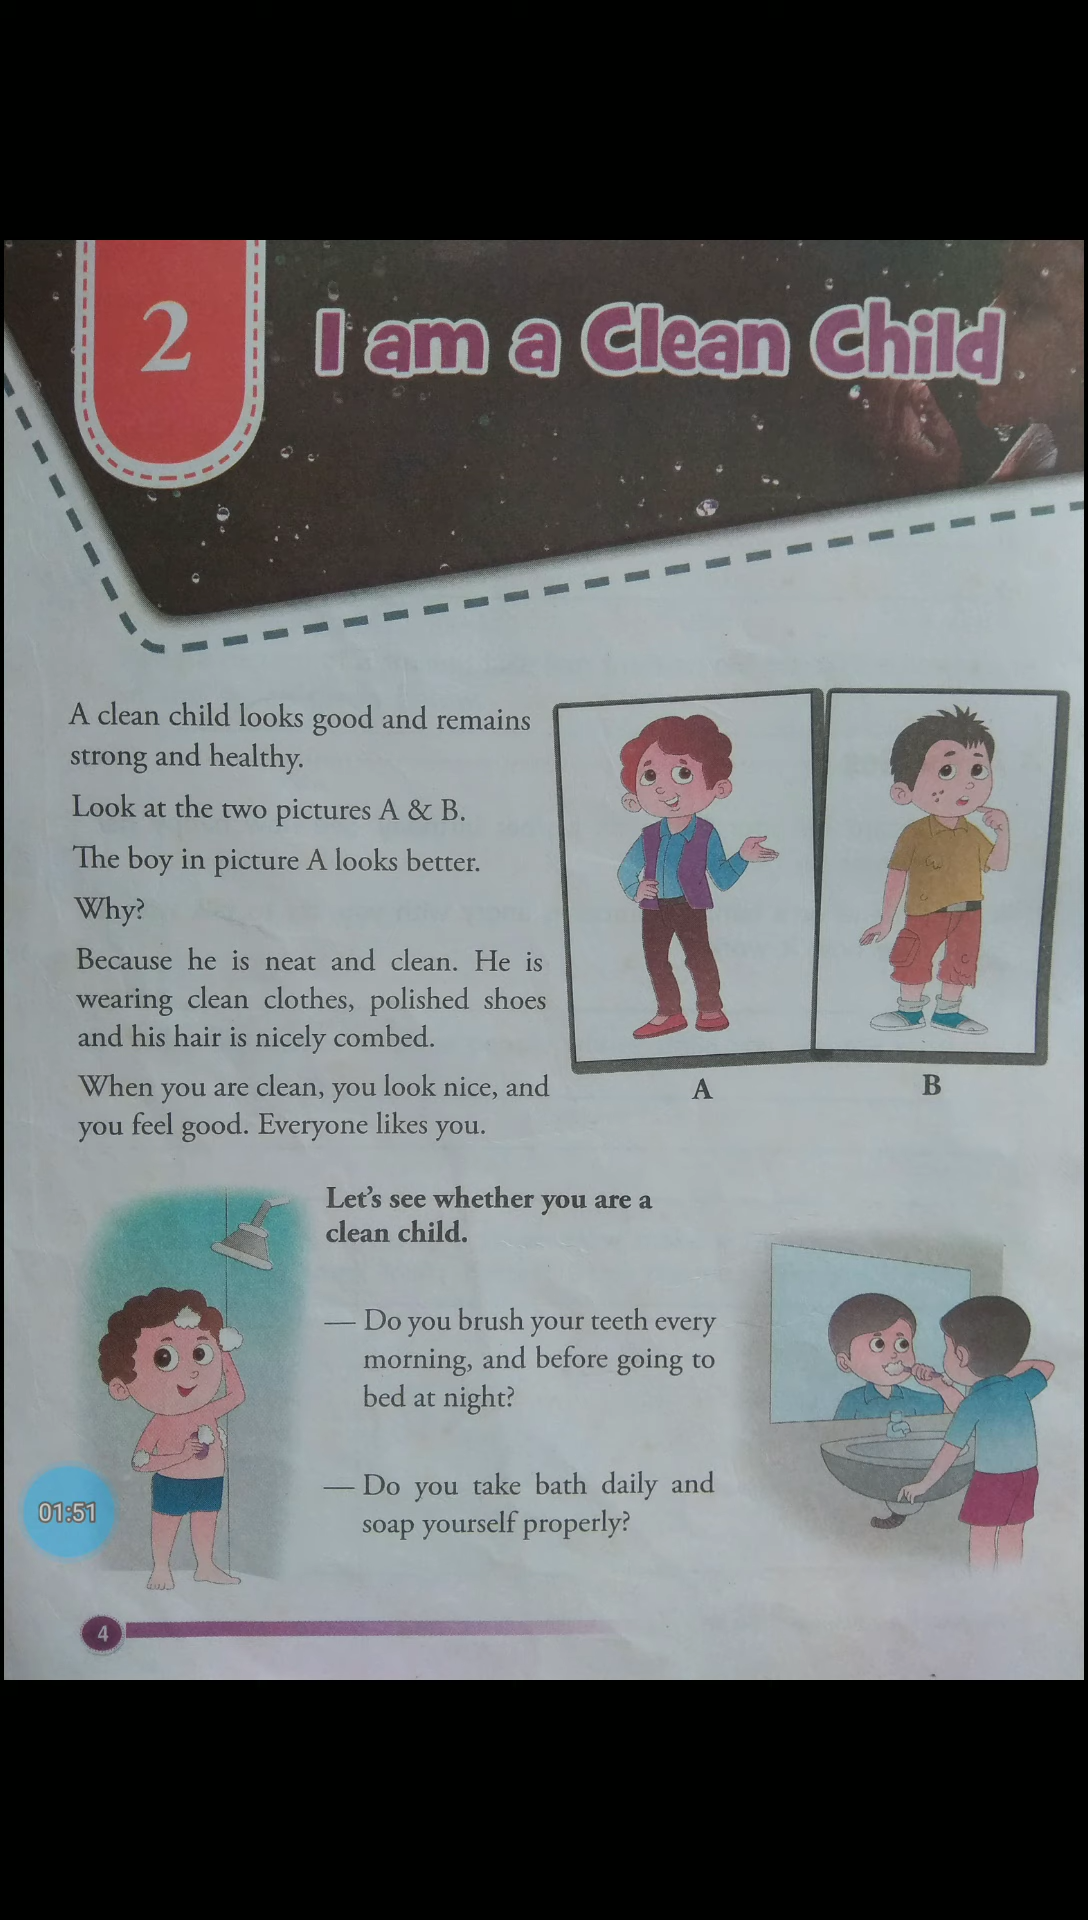 2
I am a Clean Child
A clean child looks good and remains
strong and healthy.
Look at the two pictures A & B.
The boy in picture A looks better.
Why?
Because he is neat and clean. He is
wearing clean clothes, polished shoes
and his hair is nicely combed.
When you are clean, you look nice, and
you feel good. Everyone likes you.
A
B
Let's see whether you are a
clean child.
— Do you brush your teeth every
morning, and before going to
bed at night?
— Do you take bath daily and
soap yourself properly?
01:51
4